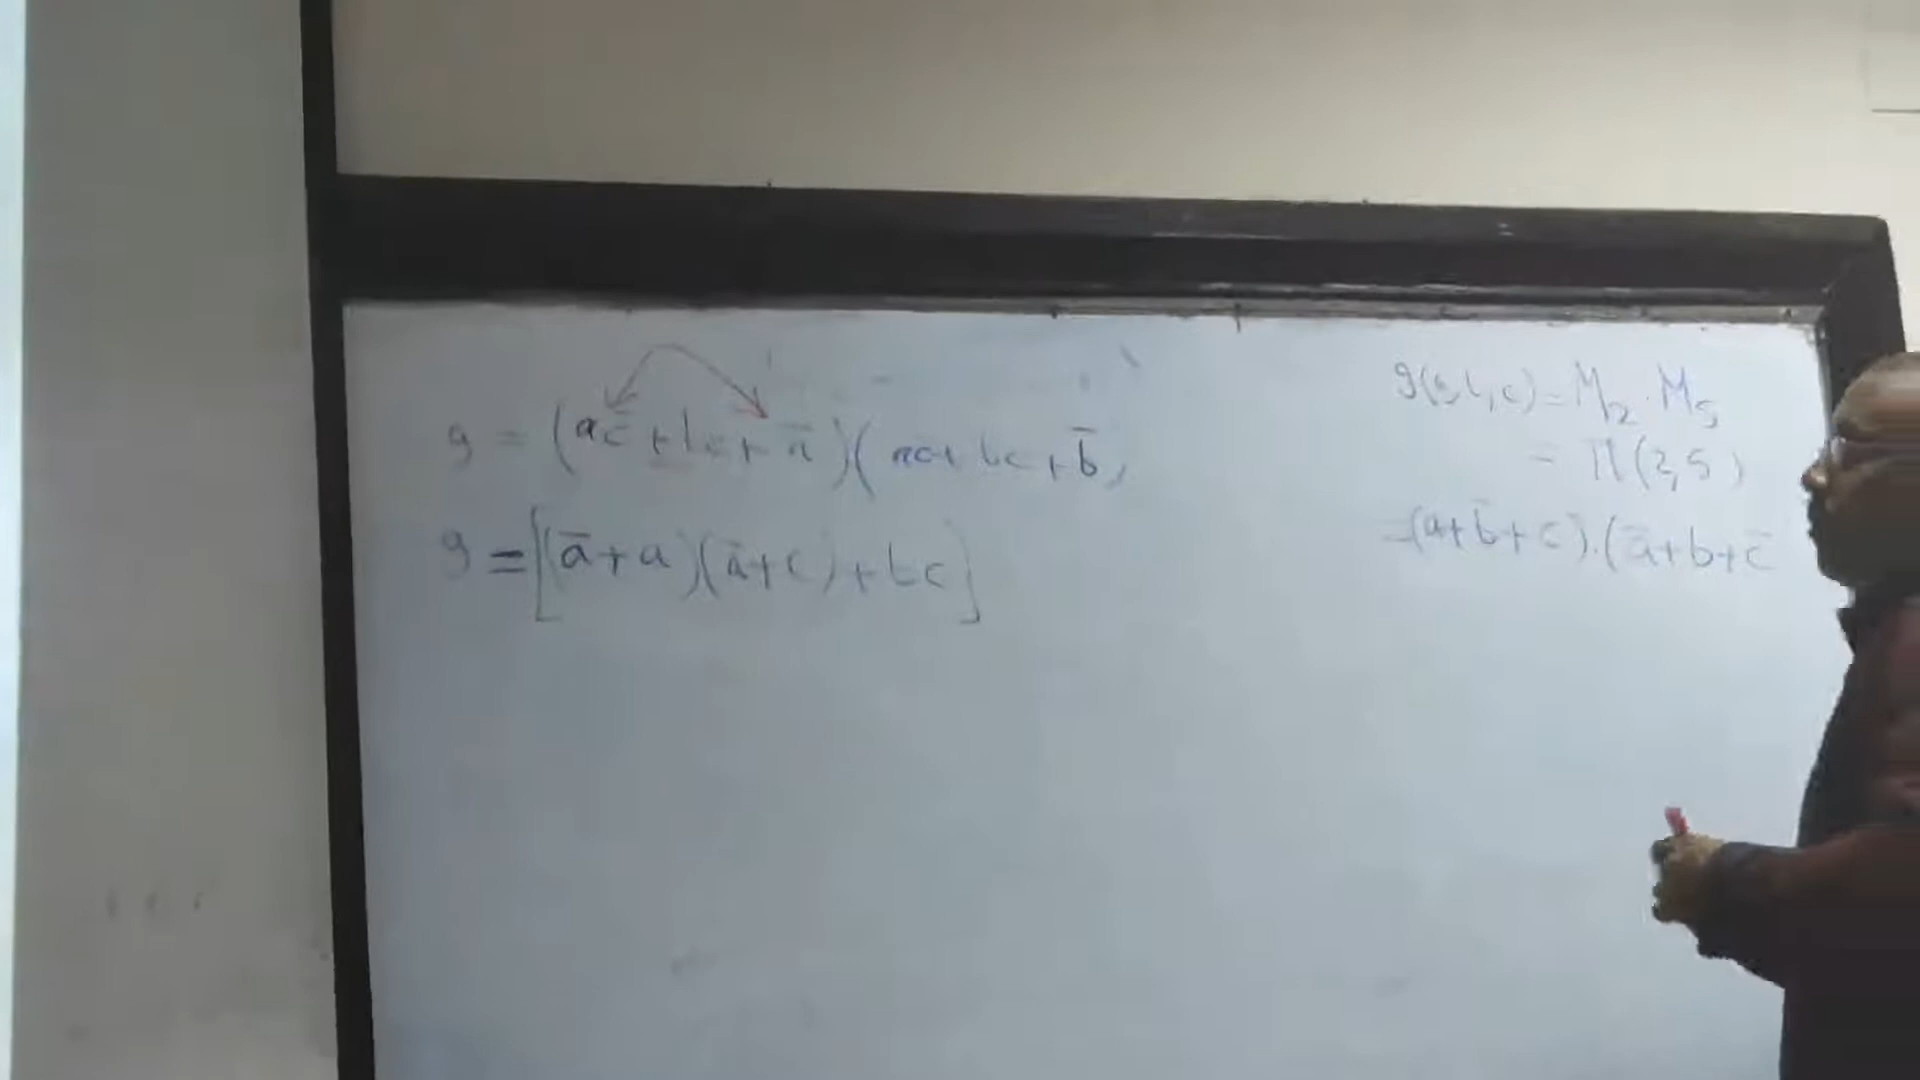 g = (ac̄ + bc + ā)(ac̄ + bc + b̄)
g = [(ā + a)(ā + c̄) + bc]
g(a,b,c) = M₂ · M₅
= Π(2,5)
= (a+b̄+c).(ā+b+c̄